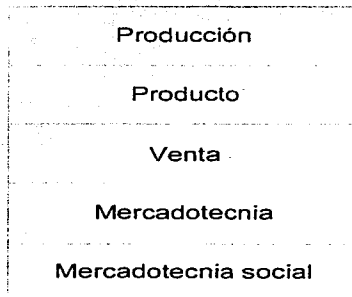 Producción
Producto
Venta
Mercadotecnia
Mercadotecnia social